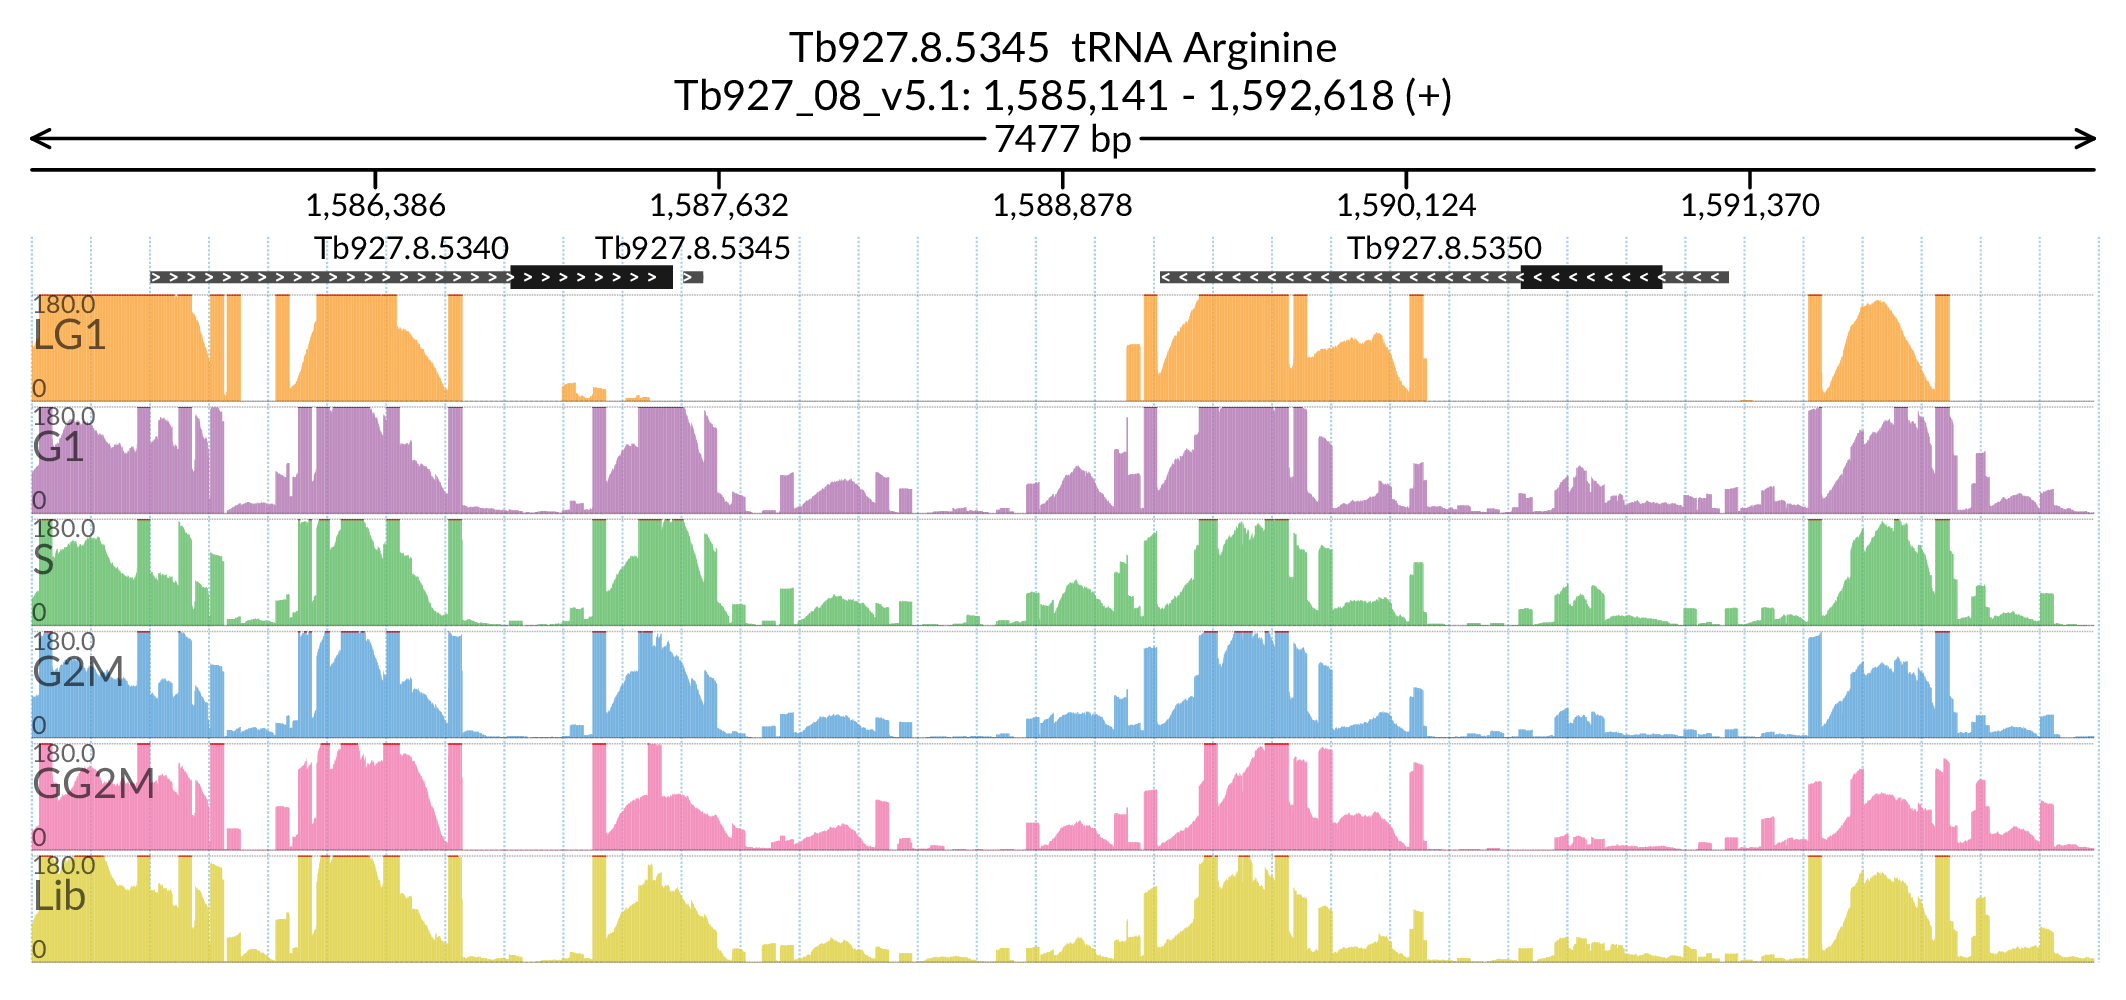 Tb927.8.5345 tRNA Arginine
Tb927_08_v5.1: 1,585,141 - 1,592,618 (+)
7477 bp
1,586,386 1,587,632 1,588,878 1,590,124 1,591,370
Tb927.8.5340 Tb927.8.5345 Tb927.8.5350
180.0
LG1
0
180.0
G1
0
180.0
S
0
180.0
G2M
0
180.0
GG2M
0
180.0
Lib
0